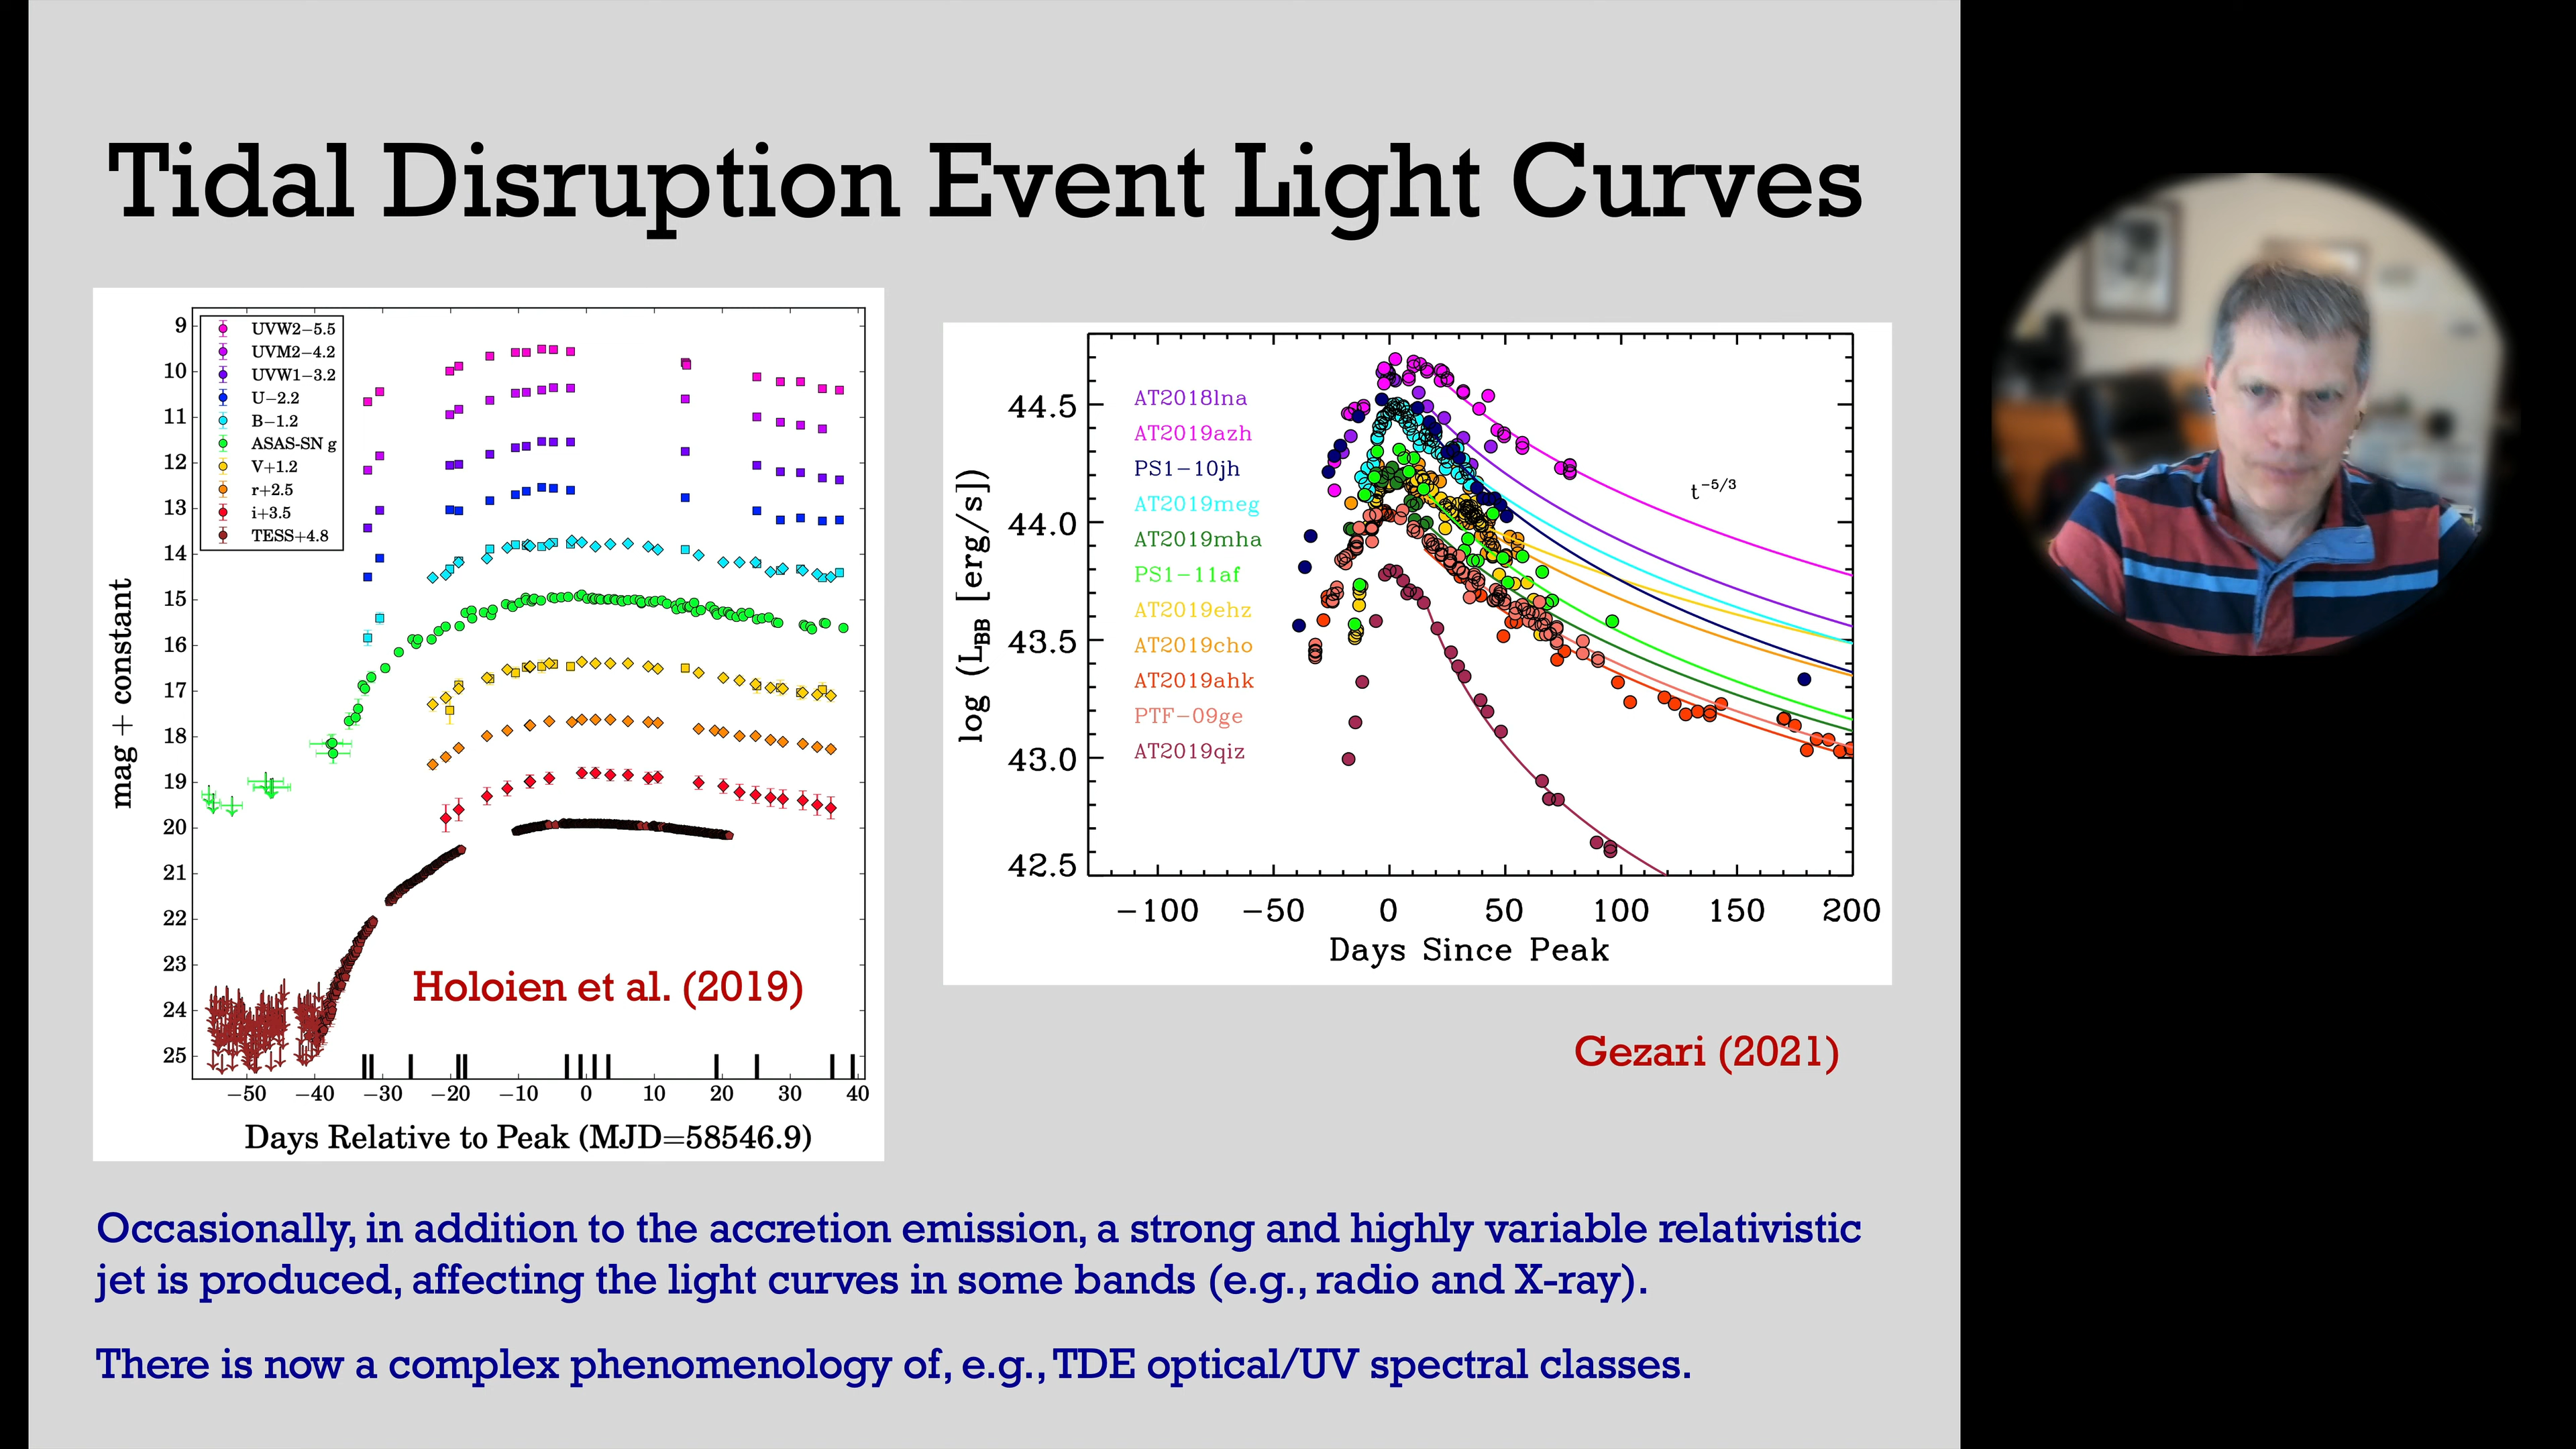 Tidal Disruption Event Light Curves
UVW2−5.5
UVM2−4.2
UVW1−3.2
U−2.2
B−1.2
ASAS-SN g
V+1.2
r+2.5
i+3.5
TESS+4.8
9
10
11
12
13
14
15
16
17
18
19
20
21
22
23
24
25
mag + constant
Holoien et al. (2019)
−50 −40 −30 −20 −10 0 10 20 30 40
Days Relative to Peak (MJD=58546.9)
AT2018lna
AT2019azh
PS1−10jh
AT2019meg
AT2019mha
PS1−11af
AT2019ehz
AT2019cho
AT2019ahk
PTF−09ge
AT2019qiz
t−5/3
44.5
44.0
43.5
43.0
42.5
log (LBB [erg/s])
−100 −50 0 50 100 150 200
Days Since Peak
Gezari (2021)
Occasionally, in addition to the accretion emission, a strong and highly variable relativistic
jet is produced, affecting the light curves in some bands (e.g., radio and X-ray).
There is now a complex phenomenology of, e.g., TDE optical/UV spectral classes.